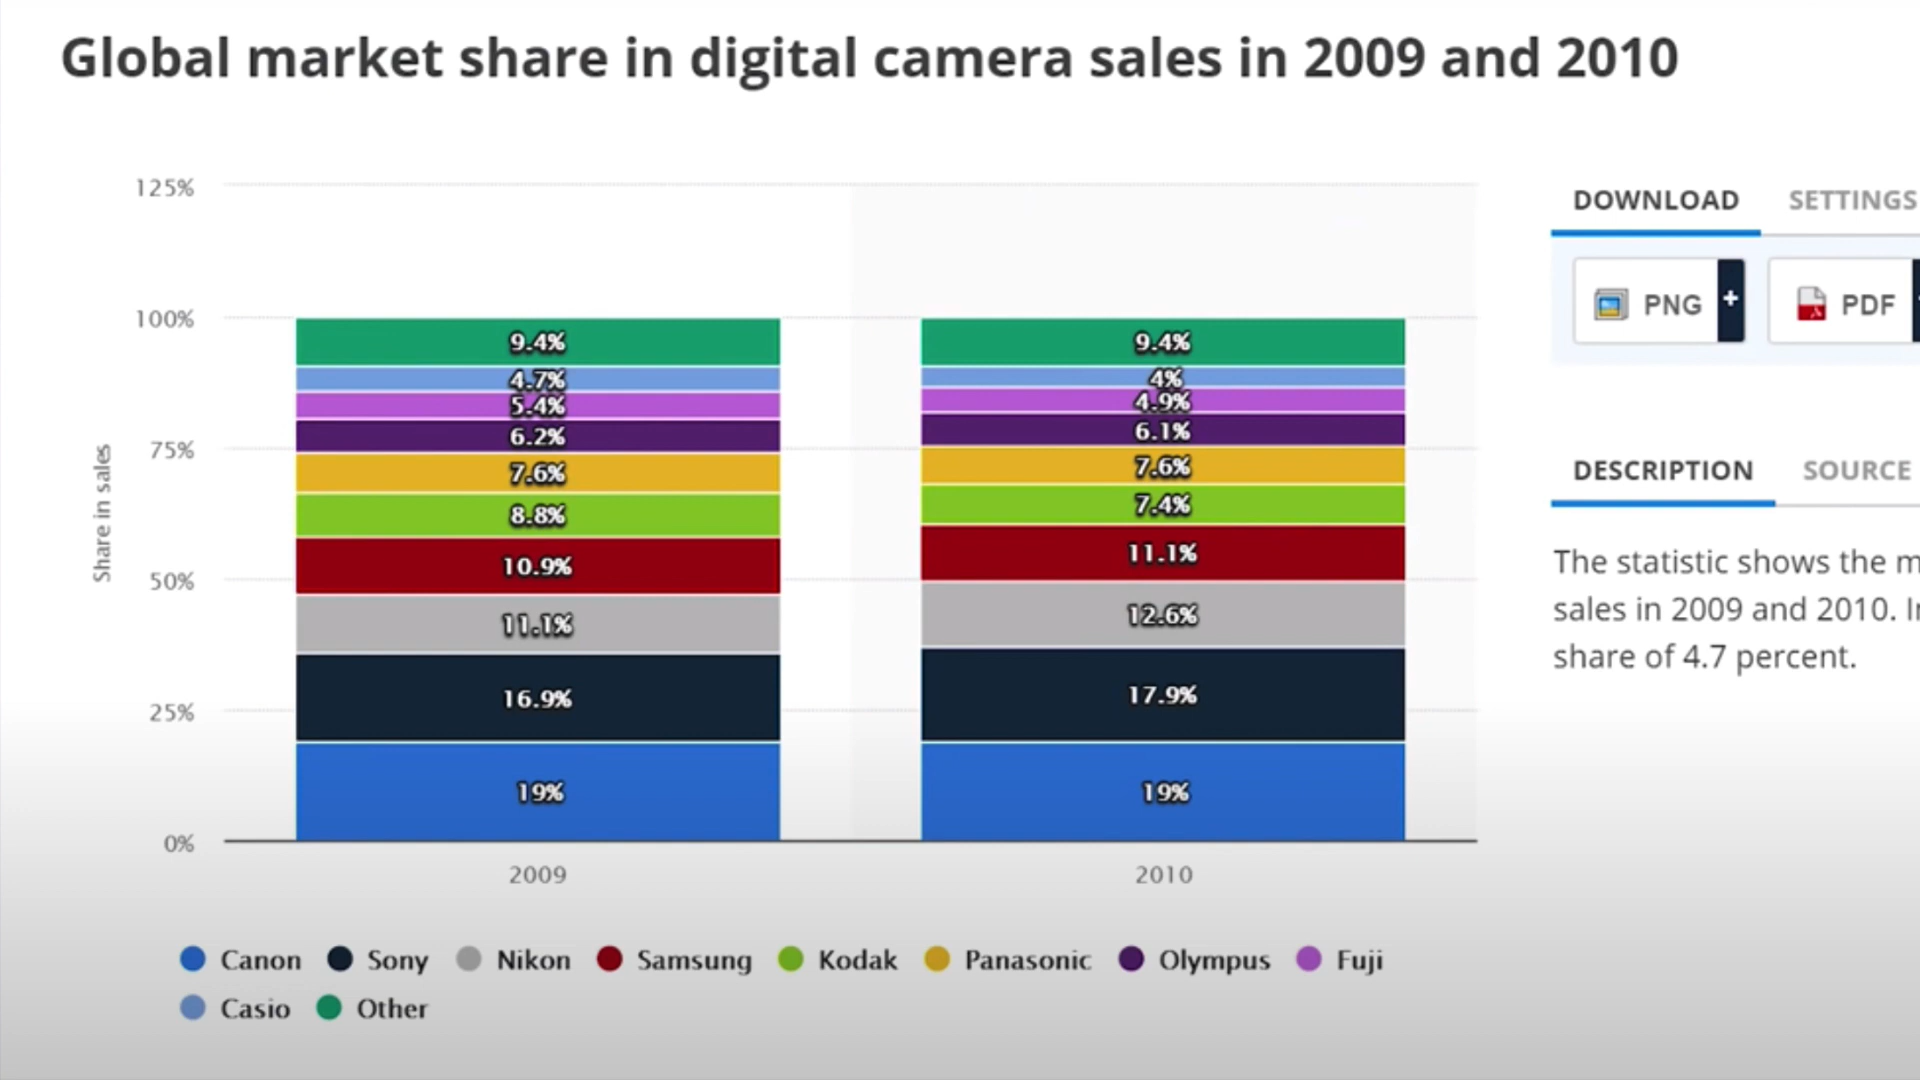 Global market share in digital camera sales in 2009 and 2010
125%
100%
75%
50%
25%
0%
Share in sales
9.4%
4.7%
5.4%
6.2%
7.6%
8.8%
10.9%
11.1%
16.9%
19%
2009
9.4%
4%
4.9%
6.1%
7.6%
7.4%
11.1%
12.6%
17.9%
19%
2010
Canon Sony Nikon Samsung Kodak Panasonic Olympus Fuji
Casio Other
DOWNLOAD SETTINGS
PNG + PDF
DESCRIPTION SOURCE
The statistic shows the
sales in 2009 and 2010.
share of 4.7 percent.